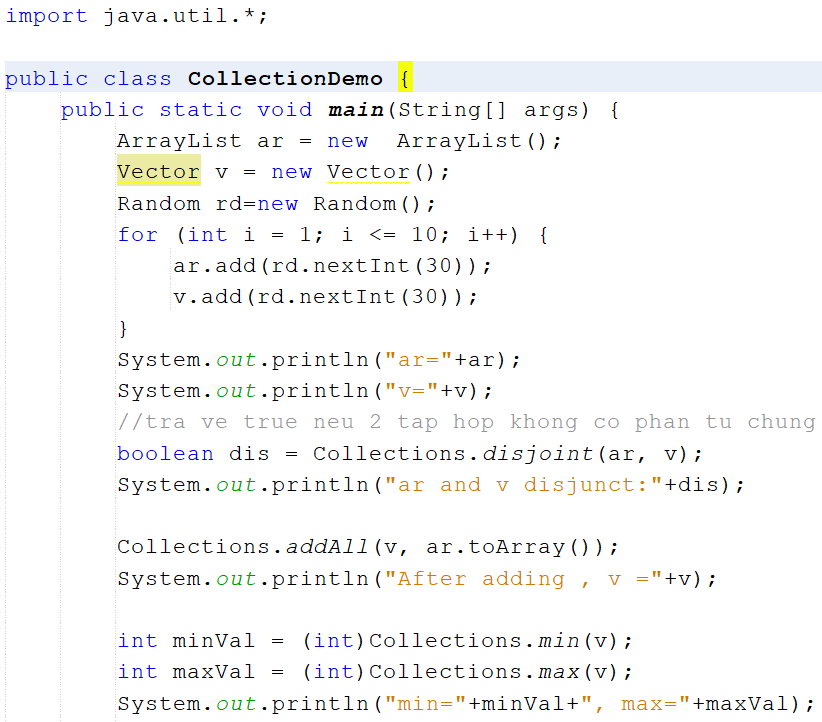 import java.util.*;
public class CollectionDemo {
public static void main(String[] args) {
ArrayList ar = new  ArrayList();
Vector v = new Vector();
Random rd=new Random();
for (int i = 1; i <= 10; i++) {
ar.add(rd.nextInt(30));
v.add(rd.nextInt(30));
}
System.out.println("ar="+ar);
System.out.println("v="+v);
//tra ve true neu 2 tap hop khong co phan tu chung
boolean dis = Collections.disjoint(ar, v);
System.out.println("ar and v disjunct:"+dis);
Collections.addAll(v, ar.toArray());
System.out.println("After adding , v ="+v);
int minVal = (int)Collections.min(v);
int maxVal = (int)Collections.max(v);
System.out.println("min="+minVal+", max="+maxVal);